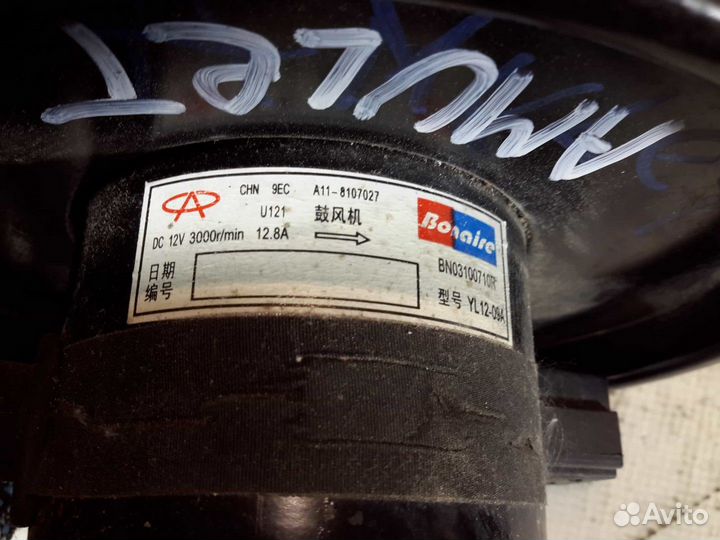 AMULET
CHN 9EC A11-8107027
U121 鼓风机
DC 12V 3000r/min 12.8A
Bonaire
BN03100710R
日期
编号
型号 YL12-09A
Avito